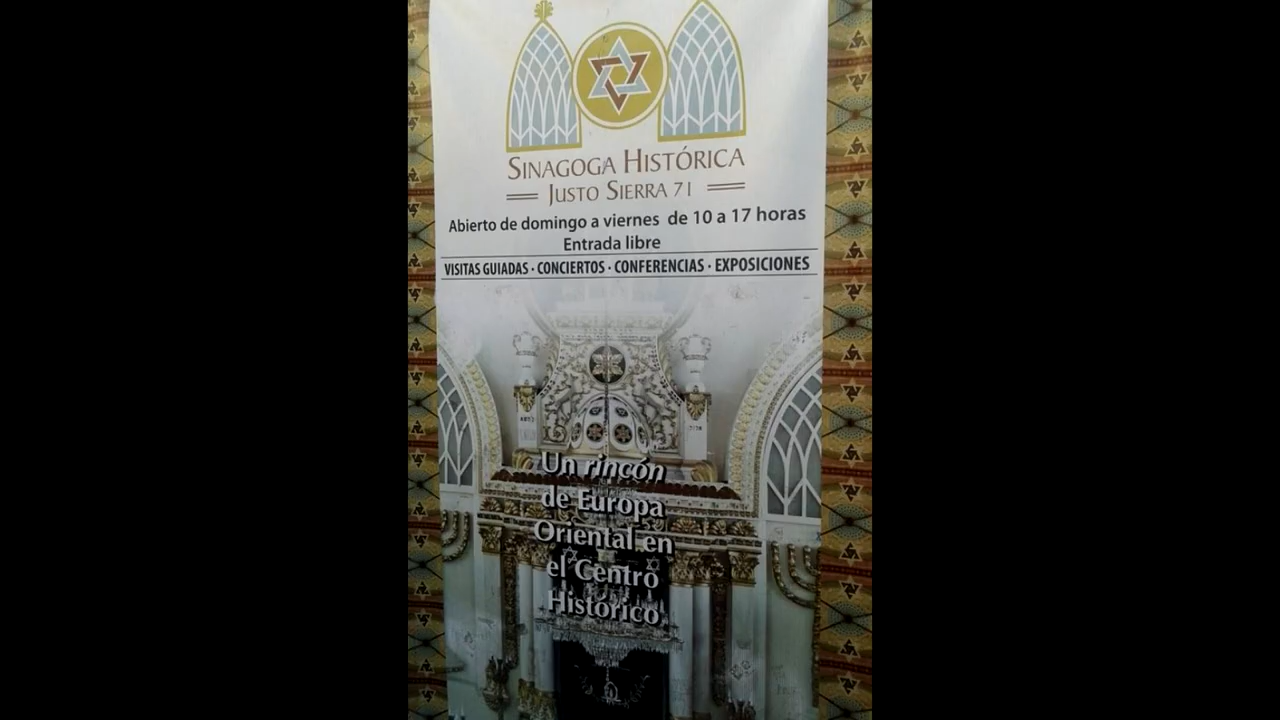 SINAGOGA HISTÓRICA
JUSTO SIERRA 71
Abierto de domingo a viernes de 10 a 17 horas
Entrada libre
VISITAS GUIADAS · CONCIERTOS · CONFERENCIAS · EXPOSICIONES
Un rincón
de Europa
Oriental en
el Centro
Histórico